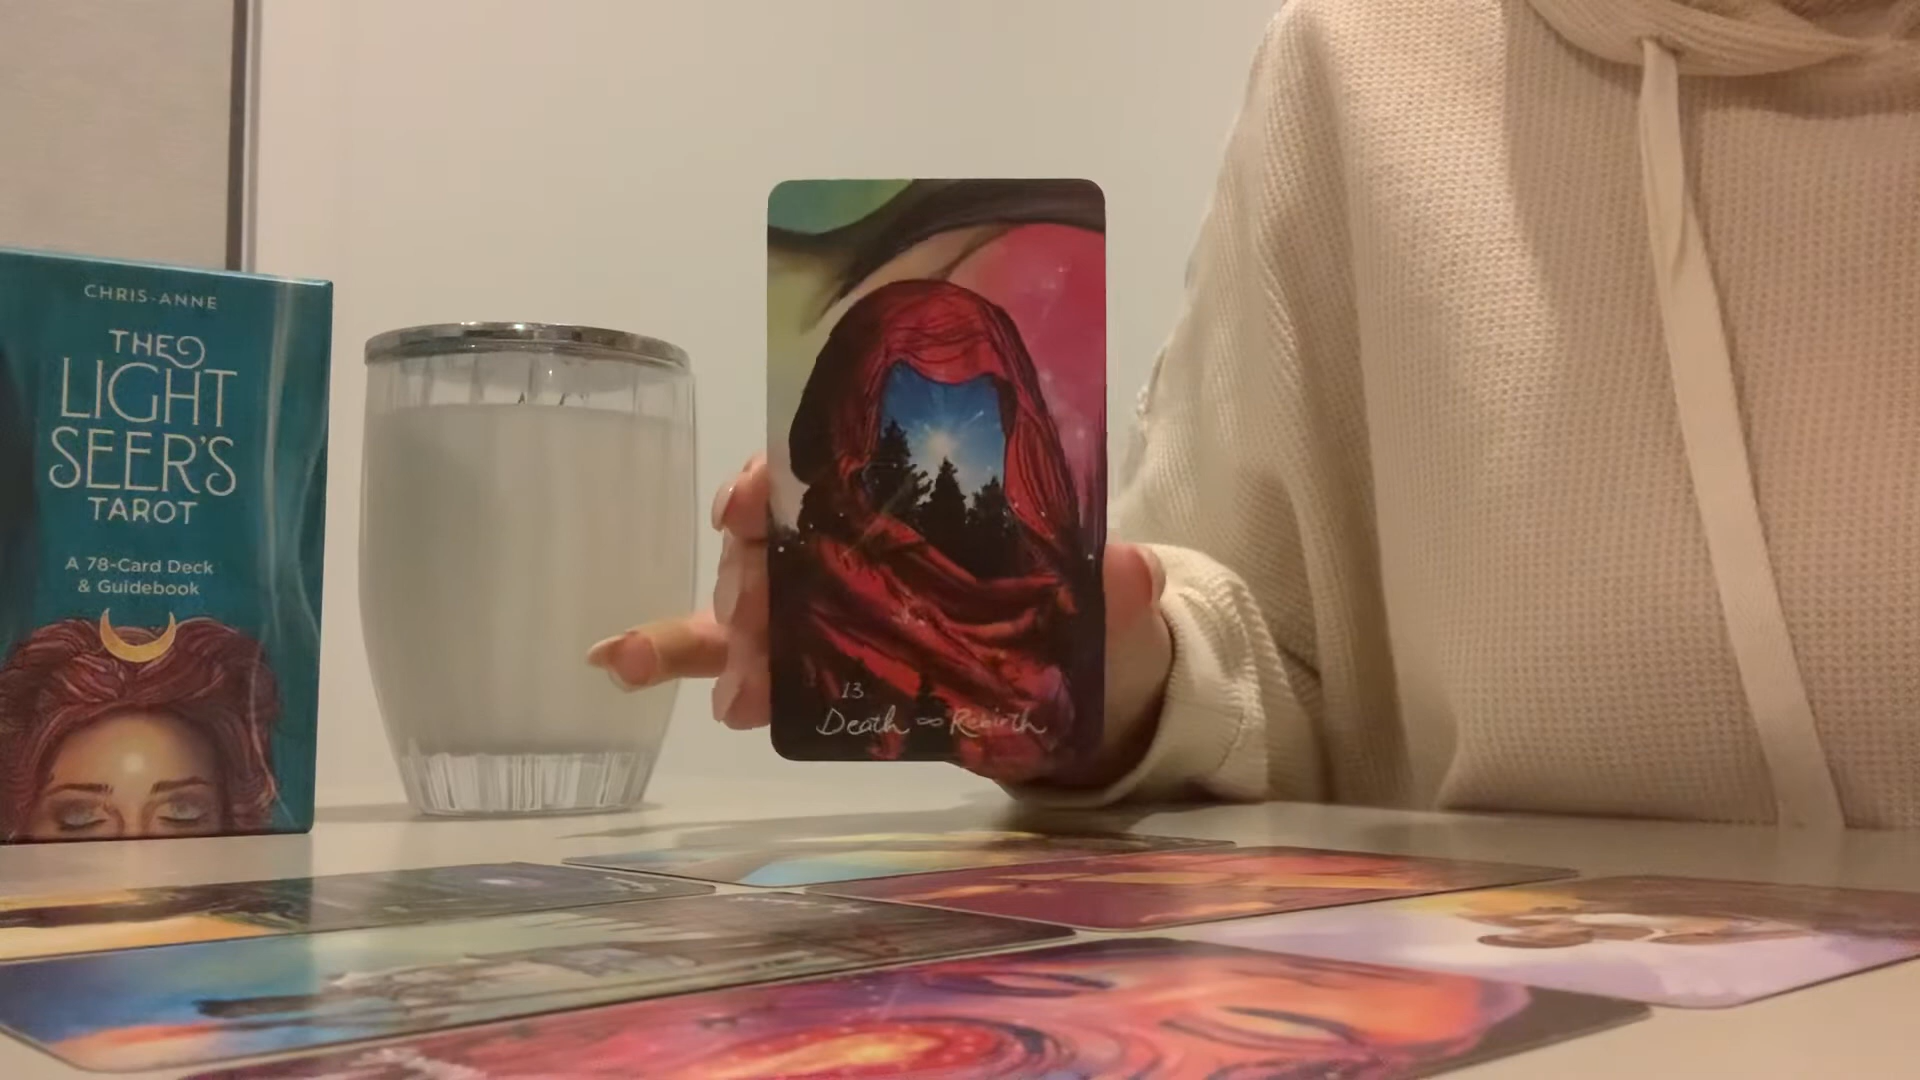 CHRIS-ANNE
THE
LIGHT
SEER'S
TAROT
A 78-Card Deck
& Guidebook
13
Death ∞ Rebirth